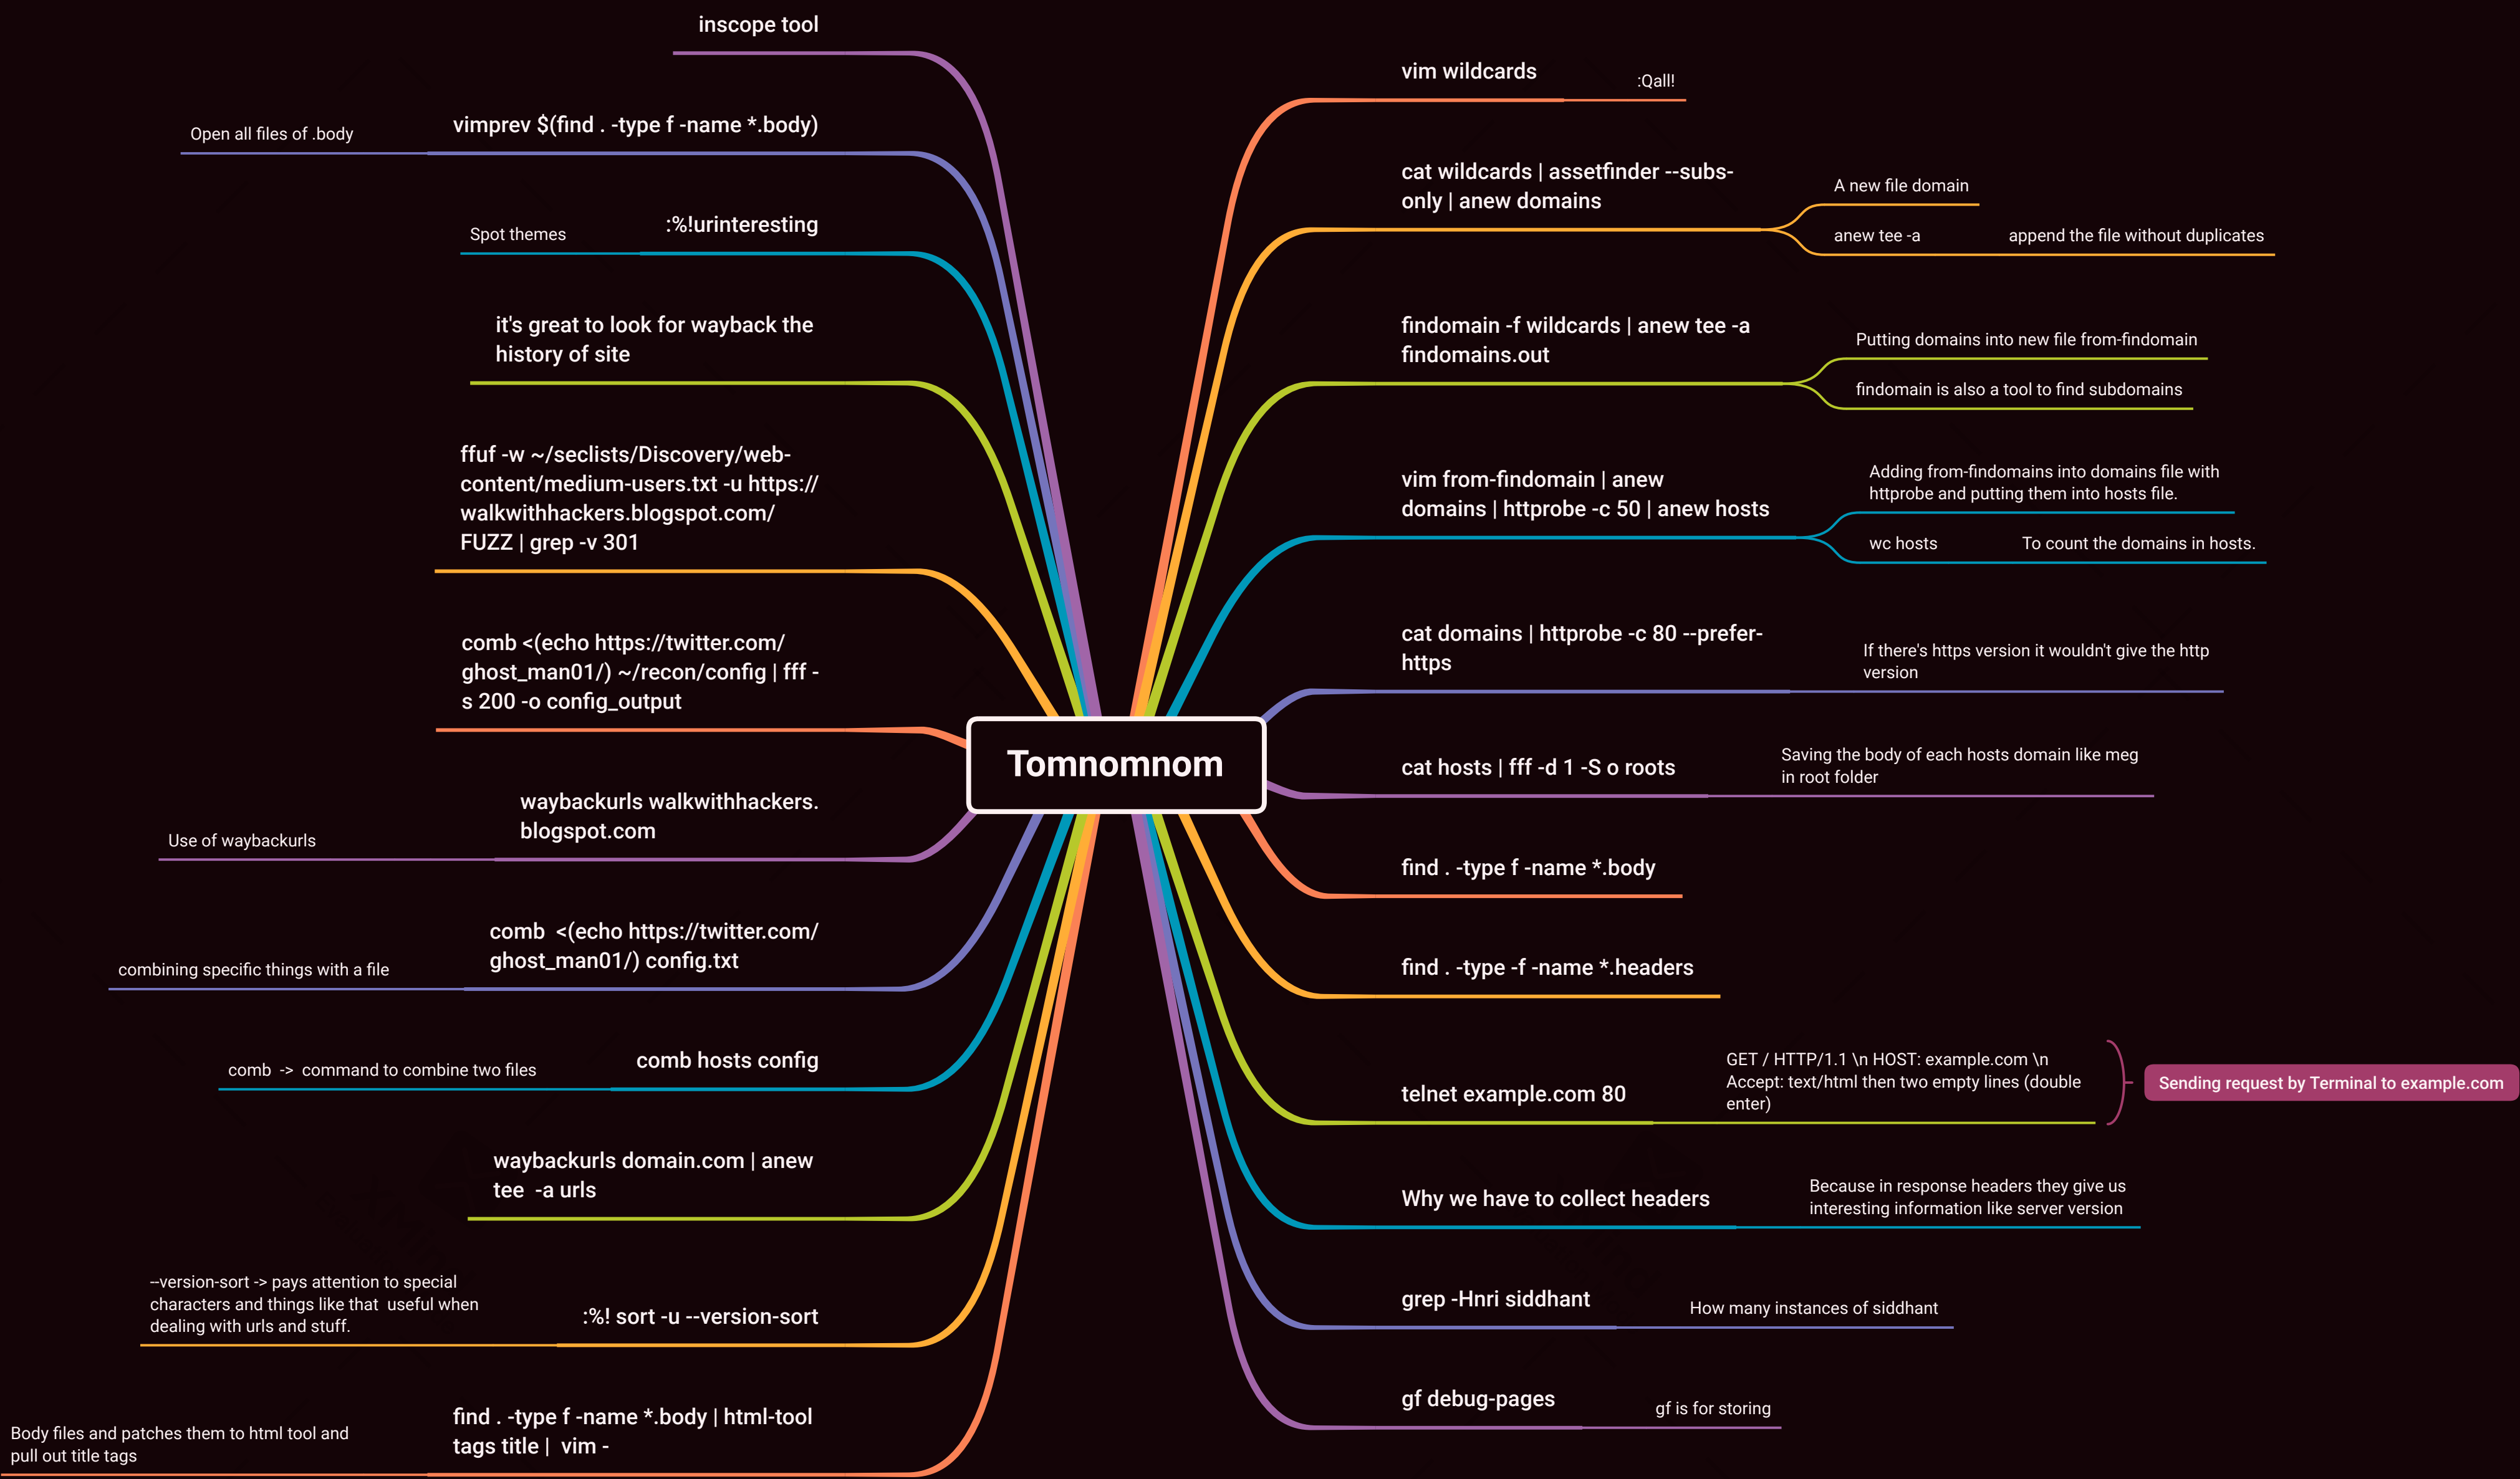 Tomnomnom
vim wildcards
:Qall!
cat wildcards | assetfinder --subs-
only | anew domains
A new file domain
anew tee -a
append the file without duplicates
findomain -f wildcards | anew tee -a
findomains.out
Putting domains into new file from-findomain
findomain is also a tool to find subdomains
vim from-findomain | anew
domains | httprobe -c 50 | anew hosts
Adding from-findomains into domains file with
httprobe and putting them into hosts file.
wc hosts
To count the domains in hosts.
cat domains | httprobe -c 80 --prefer-
https
If there's https version it wouldn't give the http
version
cat hosts | fff -d 1 -S o roots
Saving the body of each hosts domain like meg
in root folder
find . -type f -name *.body
find . -type -f -name *.headers
telnet example.com 80
GET / HTTP/1.1 \n HOST: example.com \n
Accept: text/html then two empty lines (double
enter)
Sending request by Terminal to example.com
Why we have to collect headers
Because in response headers they give us
interesting information like server version
grep -Hnri siddhant
How many instances of siddhant
gf debug-pages
gf is for storing
inscope tool
vimprev $(find . -type f -name *.body)
Open all files of .body
:%!urinteresting
Spot themes
it's great to look for wayback the
history of site
ffuf -w ~/seclists/Discovery/web-
content/medium-users.txt -u https://
walkwithhackers.blogspot.com/
FUZZ | grep -v 301
comb <(echo https://twitter.com/
ghost_man01/) ~/recon/config | fff -
s 200 -o config_output
waybackurls walkwithhackers.
blogspot.com
Use of waybackurls
comb  <(echo https://twitter.com/
ghost_man01/) config.txt
combining specific things with a file
comb hosts config
comb  ->  command to combine two files
waybackurls domain.com | anew
tee  -a urls
:%! sort -u --version-sort
--version-sort -> pays attention to special
characters and things like that  useful when
dealing with urls and stuff.
find . -type f -name *.body | html-tool
tags title |  vim -
Body files and patches them to html tool and
pull out title tags